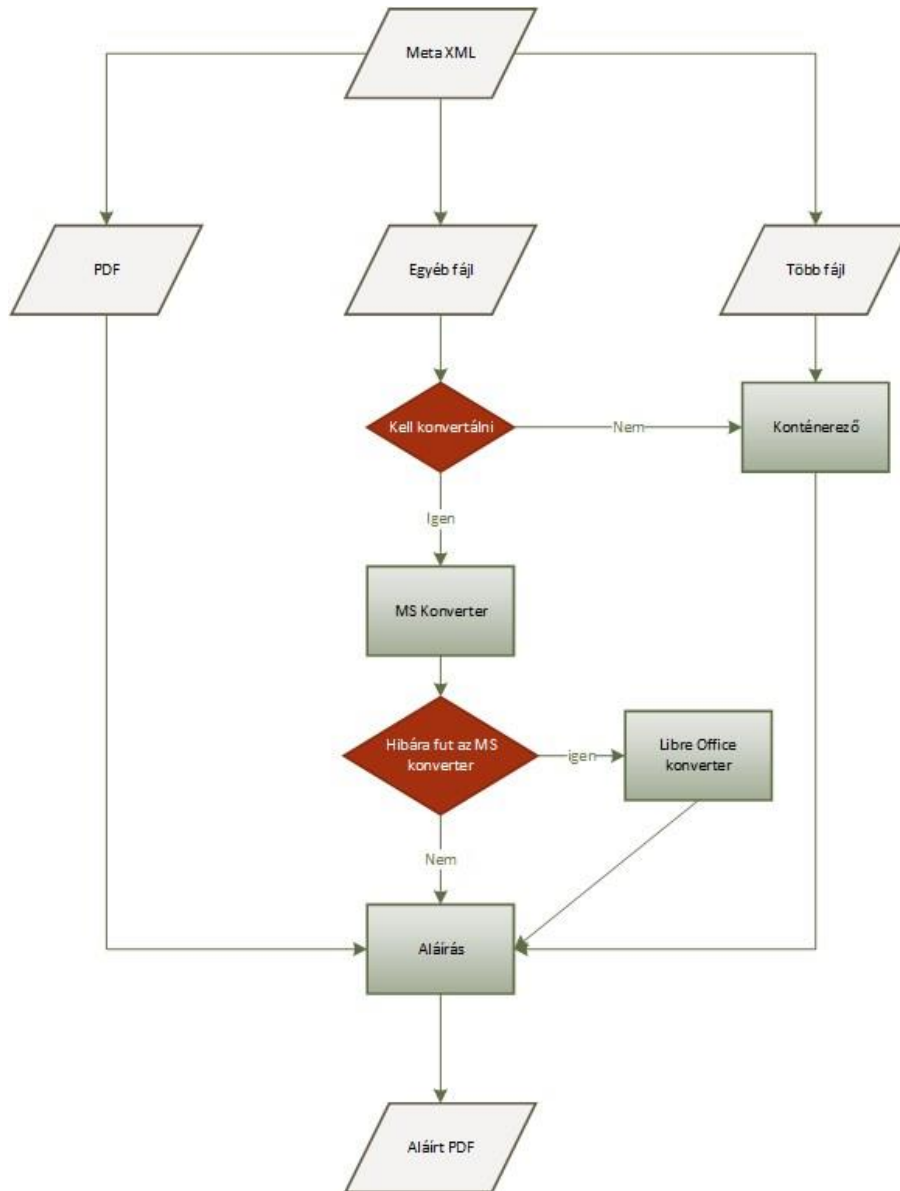 Meta XML
PDF
Egyéb fájl
Több fájl
Kell konvertálni
Nem
Konténerező
Igen
MS Konverter
Hibára fut az MS
konverter
igen
Libre Office
konverter
Nem
Aláírás
Aláírt PDF